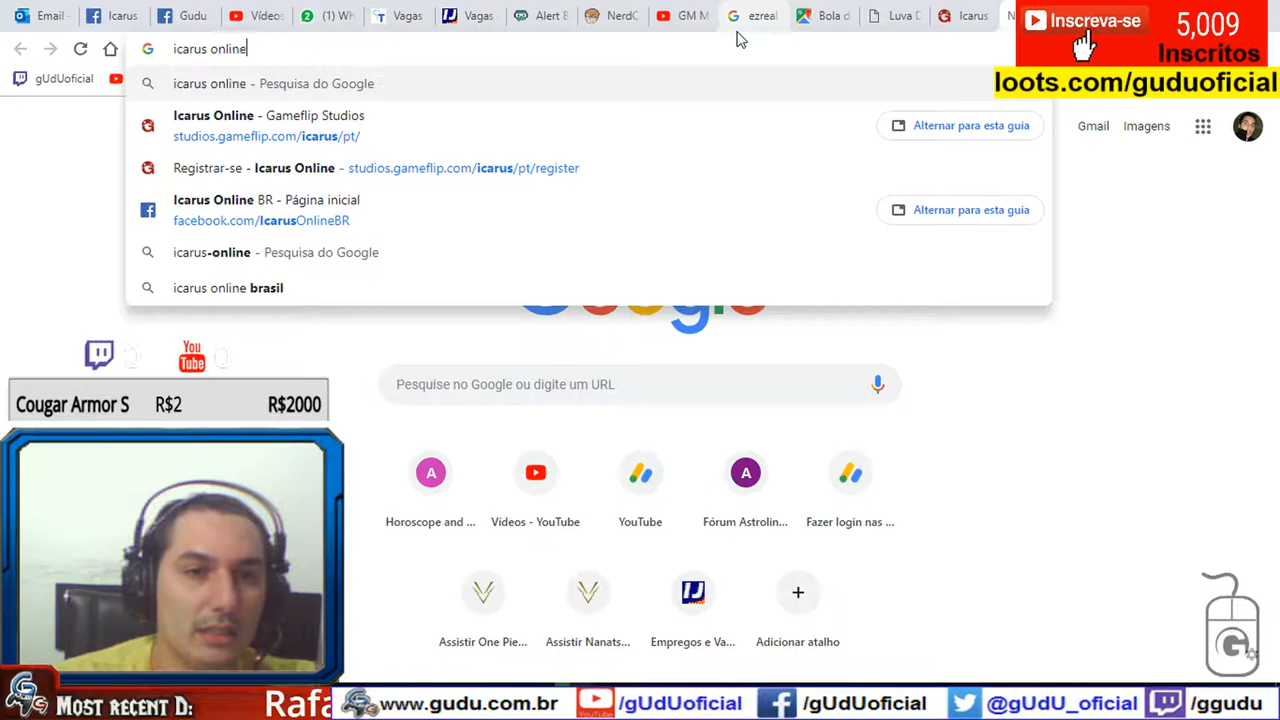 Email -
Icarus
Gudu -
Vídeos
(1) Wh
Vagas
Vagas
Alert B
NerdC
GM M
ezreal
Bola d
Luva D
Icarus
N
Inscreva-se
5,009
Inscritos
loots.com/guduoficial
icarus online
gUdUoficial
icarus online - Pesquisa do Google
Icarus Online - Gameflip Studios
studios.gameflip.com/icarus/pt/
Alternar para esta guia
Registrar-se - Icarus Online - studios.gameflip.com/icarus/pt/register
Icarus Online BR - Página inicial
facebook.com/IcarusOnlineBR
Alternar para esta guia
icarus-online - Pesquisa do Google
icarus online brasil
Gmail
Imagens
You
Tube
Pesquise no Google ou digite um URL
Cougar Armor S R$2 R$2000
A
A
Horoscope and ...
Vídeos - YouTube
YouTube
Fórum Astrolin...
Fazer login nas ...
Assistir One Pie...
Assistir Nanats...
Empregos e Va...
Adicionar atalho
Most recent D:
Rafa
www.gudu.com.br
YouTube
/gUdUoficial
/gUdUoficial
@gUdU_oficial
/ggudu